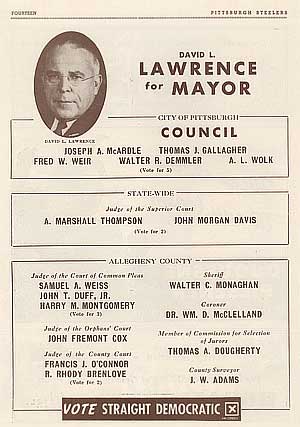 FOURTEEN PITTSBURGH STEELERS
DAVID L.
LAWRENCE
for MAYOR
DAVID L. LAWRENCE
CITY OF PITTSBURGH
COUNCIL
JOSEPH A. McARDLE THOMAS J. GALLAGHER
FRED W. WEIR WALTER R. DEMMLER A. L. WOLK
(Vote for 5)
STATE-WIDE
Judge of the Superior Court
A. MARSHALL THOMPSON JOHN MORGAN DAVIS
(Vote for 2)
ALLEGHENY COUNTY
Judge of the Court of Common Pleas
SAMUEL A. WEISS
JOHN T. DUFF, JR.
HARRY M. MONTGOMERY
(Vote for 3)
Judge of the Orphans' Court
JOHN FREMONT COX
Judge of the County Court
FRANCIS J. O'CONNOR
R. RHODY BRENLOVE
(Vote for 2)
Sheriff
WALTER C. MONAGHAN
Coroner
DR. WM. D. McCLELLAND
Member of Commission for Selection
of Jurors
THOMAS A. DOUGHERTY
County Surveyor
J. W. ADAMS
VOTE STRAIGHT DEMOCRATIC X